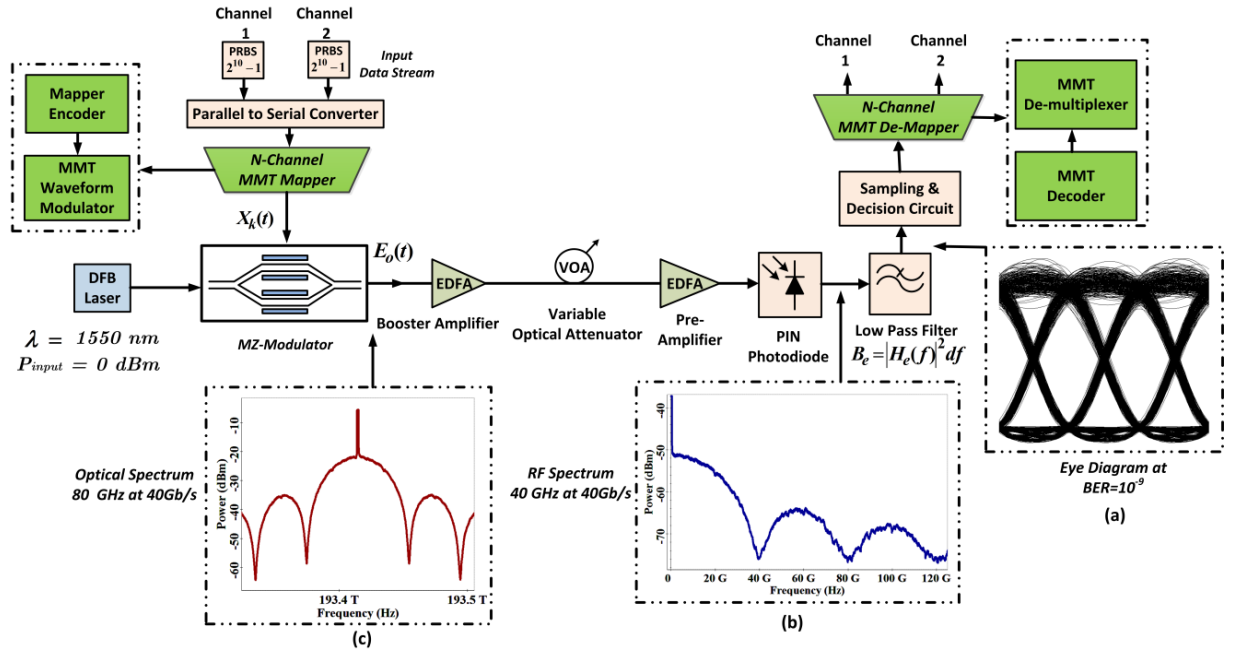 Channel
1
Channel
2
PRBS
2^10 −1
PRBS
2^10 −1
Input
Data Stream
Parallel to Serial Converter
N-Channel
MMT Mapper
Mapper
Encoder
MMT
Waveform
Modulator
X_k(t)
E_o(t)
DFB
Laser
λ = 1550 nm
P_input = 0 dBm
MZ-Modulator
EDFA
Booster Amplifier
VOA
Variable
Optical Attenuator
EDFA
Pre-
Amplifier
PIN
Photodiode
Low Pass Filter
B_e = |H_e(f)|^2 df
Sampling &
Decision Circuit
N-Channel
MMT De-Mapper
Channel
1
Channel
2
MMT
De-multiplexer
MMT
Decoder
Eye Diagram at
BER=10^-9
(a)
Optical Spectrum
80 GHz at 40Gb/s
Power (dBm)
-10
-20
-30
-40
-50
-60
193.4 T
193.5 T
Frequency (Hz)
(c)
RF Spectrum
40 GHz at 40Gb/s
Power (dBm)
-40
-50
-60
-70
0
20 G
40 G
60 G
80 G
100 G
120 G
Frequency (Hz)
(b)